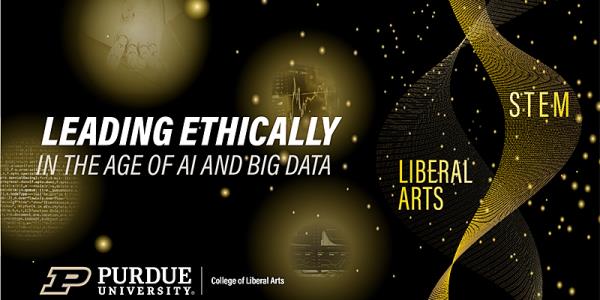 LEADING ETHICALLY
IN THE AGE OF AI AND BIG DATA
STEM
LIBERAL
ARTS
P PURDUE
UNIVERSITY®
College of Liberal Arts